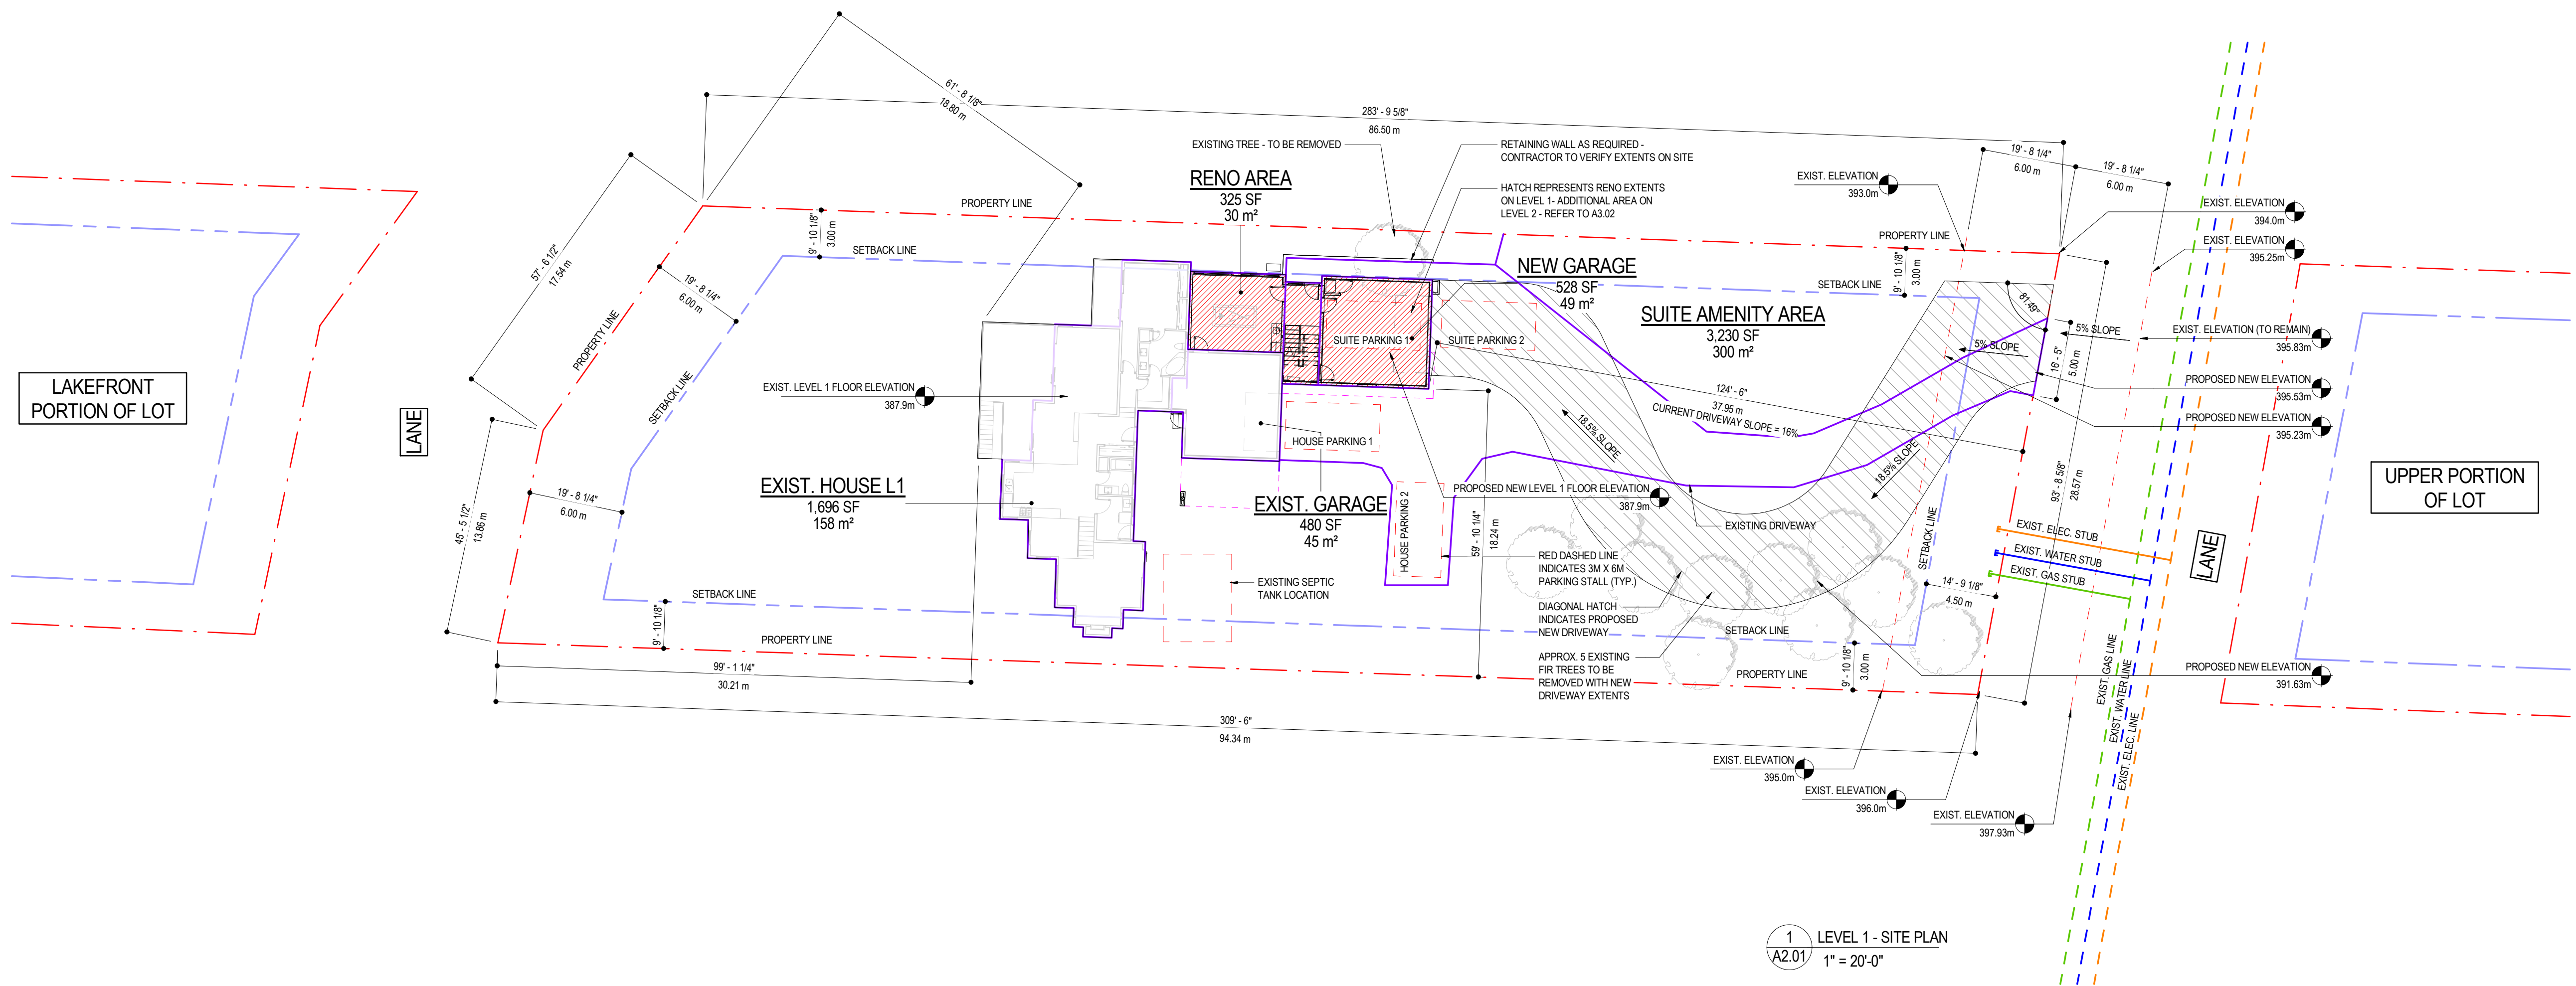 61' - 8 1/8"
18.80 m
283' - 9 5/8"
86.50 m
EXISTING TREE - TO BE REMOVED
RETAINING WALL AS REQUIRED -
CONTRACTOR TO VERIFY EXTENTS ON SITE
19' - 8 1/4"
6.00 m
19' - 8 1/4"
6.00 m
RENO AREA
325 SF
30 m²
HATCH REPRESENTS RENO EXTENTS
ON LEVEL 1- ADDITIONAL AREA ON
LEVEL 2 - REFER TO A3.02
EXIST. ELEVATION
393.0m
EXIST. ELEVATION
394.0m
EXIST. ELEVATION
395.25m
PROPERTY LINE
9' - 10 1/8"
3.00 m
SETBACK LINE
PROPERTY LINE
9' - 10 1/8"
3.00 m
SETBACK LINE
57' - 6 1/2"
17.54 m
19' - 8 1/4"
6.00 m
PROPERTY LINE
SETBACK LINE
NEW GARAGE
528 SF
49 m²
SUITE AMENITY AREA
3,230 SF
300 m²
81.49°
5% SLOPE
5% SLOPE
16' - 5"
5.00 m
EXIST. ELEVATION (TO REMAIN)
395.83m
SUITE PARKING 1
SUITE PARKING 2
LAKEFRONT
PORTION OF LOT
LANE
EXIST. LEVEL 1 FLOOR ELEVATION
387.9m
124' - 6"
37.95 m
CURRENT DRIVEWAY SLOPE = 16%
PROPOSED NEW ELEVATION
395.53m
PROPOSED NEW ELEVATION
395.23m
18.5% SLOPE
18.5% SLOPE
HOUSE PARKING 1
EXIST. HOUSE L1
1,696 SF
158 m²
EXIST. GARAGE
480 SF
45 m²
HOUSE PARKING 2
PROPOSED NEW LEVEL 1 FLOOR ELEVATION
387.9m
93' - 8 5/8"
28.57 m
UPPER PORTION
OF LOT
45' - 5 1/2"
13.86 m
19' - 8 1/4"
6.00 m
59' - 10 1/4"
18.24 m
EXISTING DRIVEWAY
SETBACK LINE
EXIST. ELEC. STUB
EXIST. WATER STUB
EXIST. GAS STUB
LANE
RED DASHED LINE
INDICATES 3M X 6M
PARKING STALL (TYP.)
EXISTING SEPTIC
TANK LOCATION
14' - 9 1/8"
4.50 m
DIAGONAL HATCH
INDICATES PROPOSED
NEW DRIVEWAY
SETBACK LINE
SETBACK LINE
9' - 10 1/8"
PROPERTY LINE
APPROX. 5 EXISTING
FIR TREES TO BE
REMOVED WITH NEW
DRIVEWAY EXTENTS
PROPERTY LINE
9' - 10 1/8"
3.00 m
PROPOSED NEW ELEVATION
391.63m
EXIST. GAS LINE
EXIST. WATER LINE
EXIST. ELEC. LINE
99' - 1 1/4"
30.21 m
309' - 6"
94.34 m
EXIST. ELEVATION
395.0m
EXIST. ELEVATION
396.0m
EXIST. ELEVATION
397.93m
1
A2.01
LEVEL 1 - SITE PLAN
1" = 20'-0"